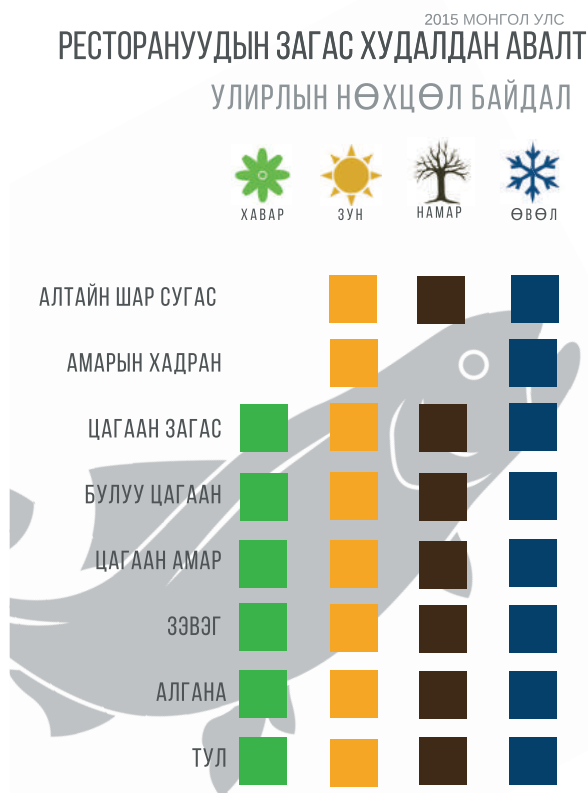 2015 МОНГОЛ УЛС
РЕСТОРАНУУДЫН ЗАГАС ХУДАЛДАН АВАЛТ
УЛИРЛЫН НӨХЦӨЛ БАЙДАЛ
ХАВАР ЗУН НАМАР ӨВӨЛ
АЛТАЙН ШАР СУГАС
АМАРЫН ХАДРАН
ЦАГААН ЗАГАС
БУЛУУ ЦАГААН
ЦАГААН АМАР
ЗЭВЭГ
АЛГАНА
ТУЛ